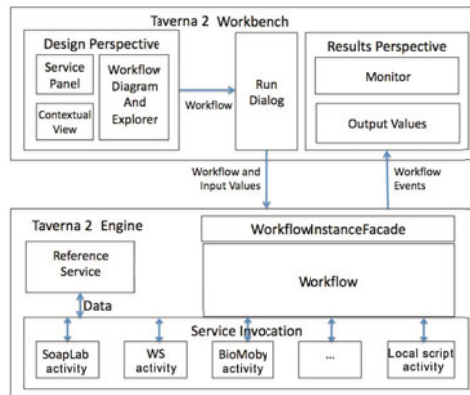 Taverna 2 Workbench
Design Perspective
Service
Panel
Contextual
View
Workflow
Diagram
And
Explorer
Workflow
Run
Dialog
Results Perspective
Monitor
Output Values
Workflow and
Input Values
Workflow
Events
Taverna 2 Engine
Reference
Service
Data
WorkflowInstanceFacade
Workflow
Service Invocation
SoapLab
activity
WS
activity
BioMoby
activity
...
Local script
activity